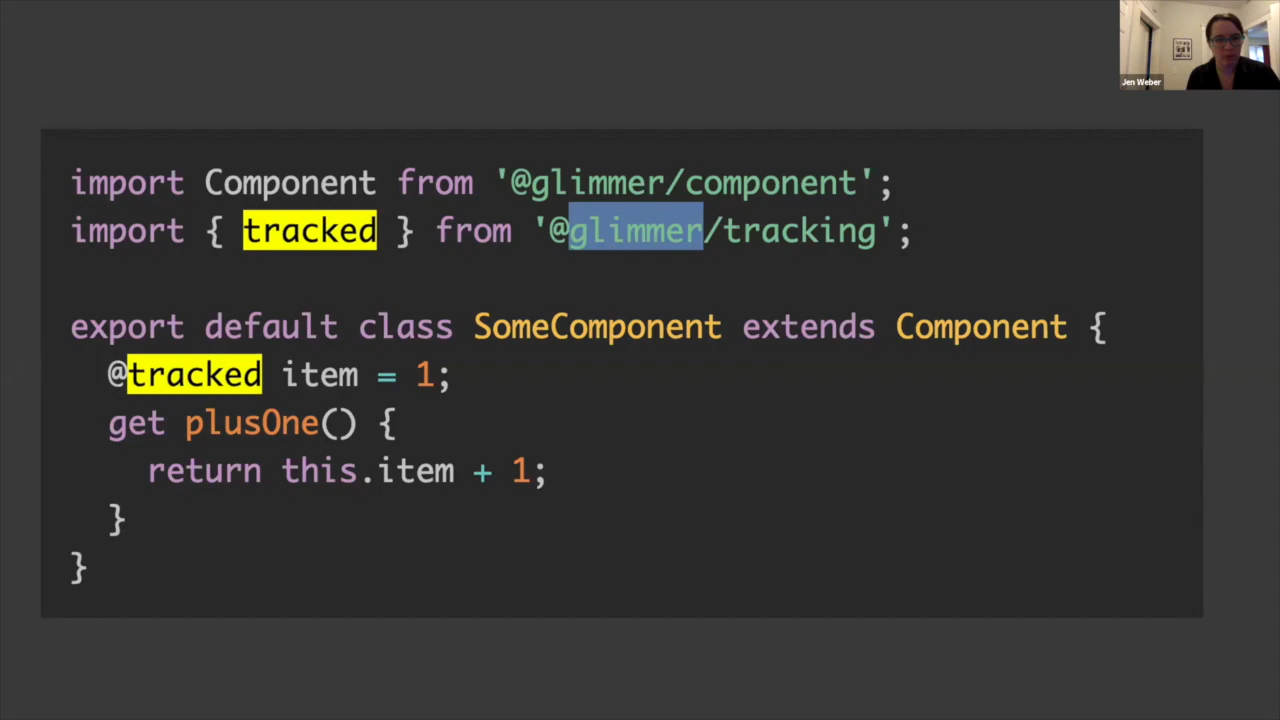 Jen Weber
import Component from '@glimmer/component';
import { tracked } from '@glimmer/tracking';
export default class SomeComponent extends Component {
@tracked item = 1;
get plusOne() {
return this.item + 1;
}
}